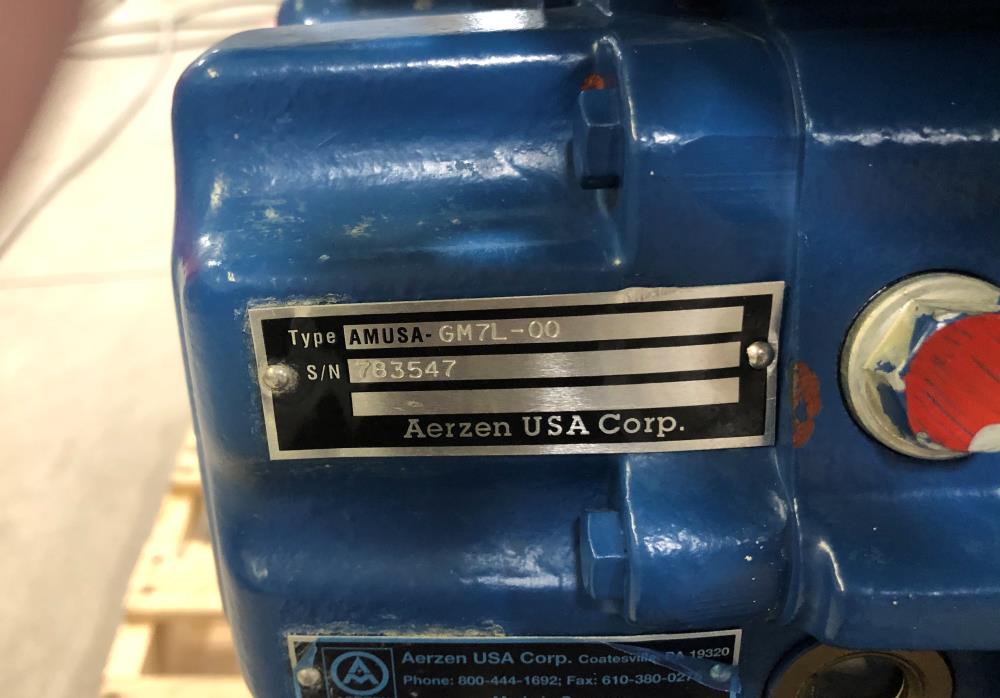 Type AMUSA- GM7L-00
S/N 783547
Aerzen USA Corp.
Aerzen USA Corp. Coatesville, PA 19320
Phone: 800-444-1692; Fax: 610-380-027